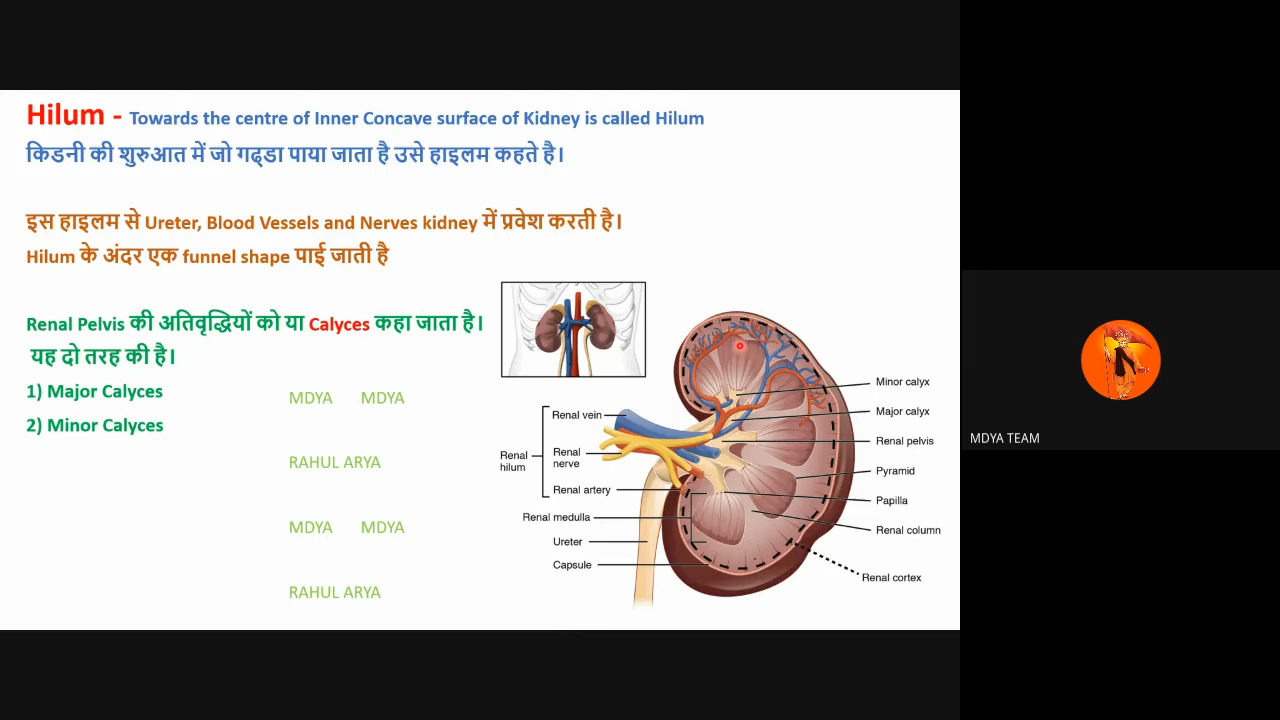 Hilum - Towards the centre of Inner Concave surface of Kidney is called Hilum
किडनी की शुरुआत में जो गढ्डा पाया जाता है उसे हाइलम कहते है।
इस हाइलम से Ureter, Blood Vessels and Nerves kidney में प्रवेश करती है।
Hilum के अंदर एक funnel shape पाई जाती है
Renal Pelvis की अतिवृद्धियों को या Calyces कहा जाता है।
यह दो तरह की है।
1) Major Calyces
2) Minor Calyces
MDYA MDYA
RAHUL ARYA
MDYA MDYA
RAHUL ARYA
Renal vein
Renal hilum
Renal nerve
Renal artery
Renal medulla
Ureter
Capsule
Minor calyx
Major calyx
Renal pelvis
Pyramid
Papilla
Renal column
Renal cortex
MDYA TEAM